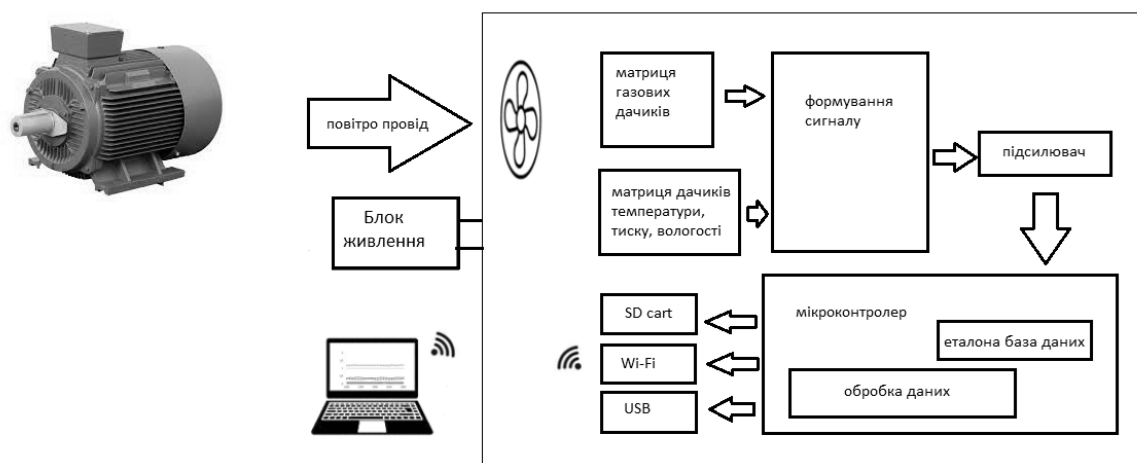 повітро провід
Блок
живлення
матриця
газових
дачиків
матриця дачиків
температури,
тиску, вологості
формування
сигналу
підсилювач
мікроконтролер
еталона база даних
обробка даних
SD cart
Wi-Fi
USB